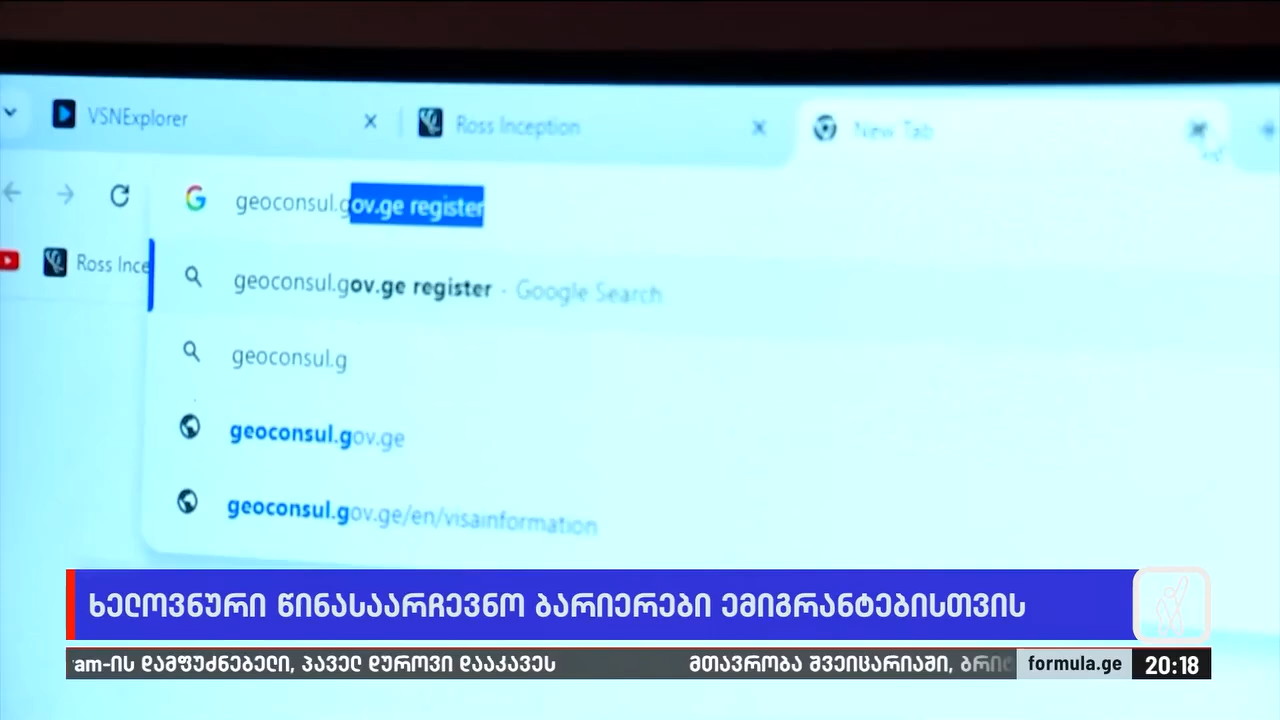 VSNExplorer
Ross Inception
New Tab
geoconsul.gov.ge register
Ross Ince
geoconsul.gov.ge register - Google Search
geoconsul.g
geoconsul.gov.ge
geoconsul.gov.ge/en/visainformation
ხელოვნური წინასაარჩევნო ბარიერები ემიგრანტებისთვის
am-ის დამფუძნებელი, პაველ დუროვი დააკავეს
მთავრობა შვეიცარიაში, ბრიტ
formula.ge
20:18